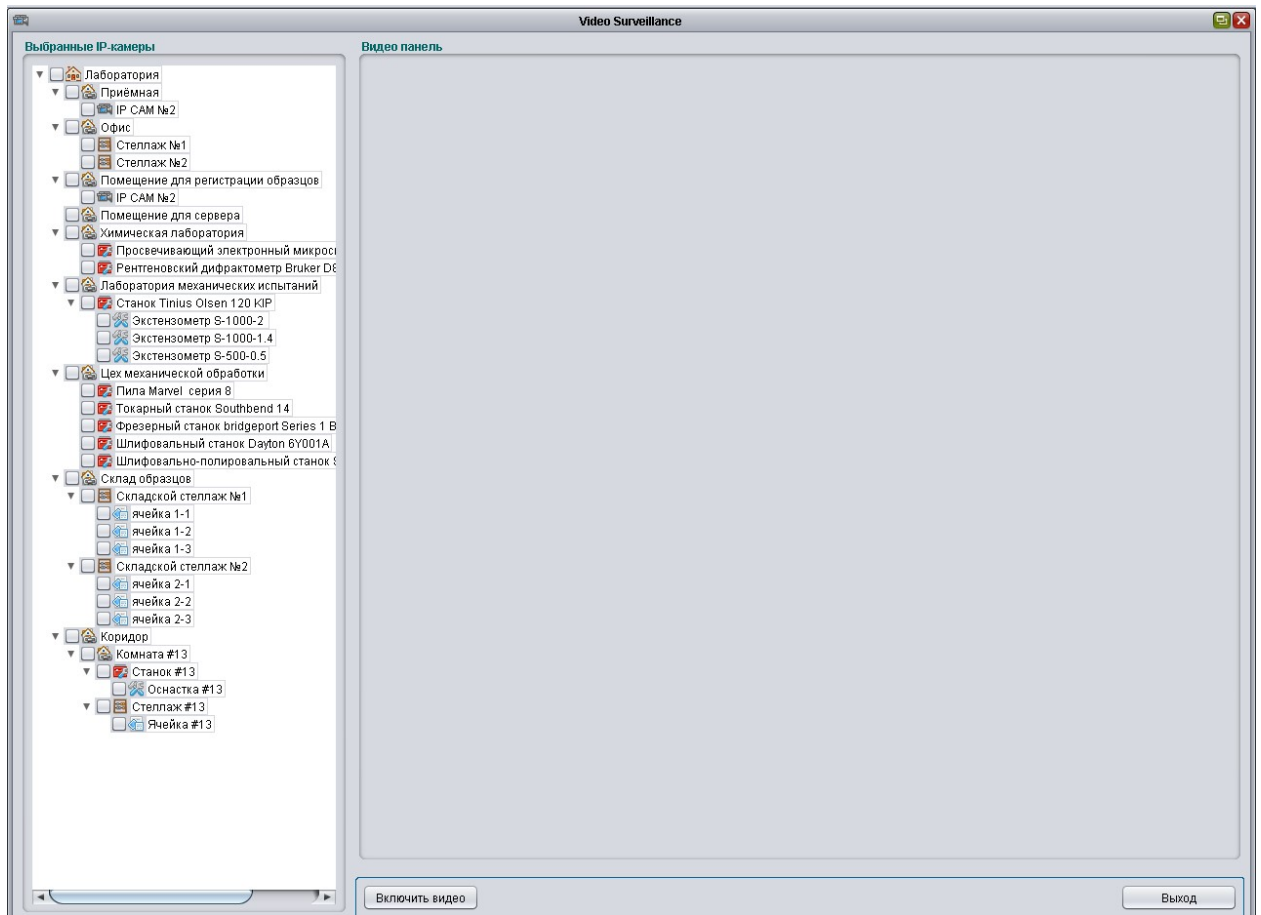 Video Surveillance
Выбранные IP-камеры
Видео панель
Лаборатория
Приёмная
IP CAM №2
Офис
Стеллаж №1
Стеллаж №2
Помещение для регистрации образцов
IP CAM №2
Помещение для сервера
Химическая лаборатория
Просвечивающий электронный
Рентгеновский дифрактометр Bruker
Лаборатория механических испытаний
Станок Tinius Olsen 120 KIP
Экстензометр S-1000-2
Экстензометр S-1000-1.4
Экстензометр S-500-0.5
Цех механической обработки
Пила Marvel серия 8
Токарный станок Southbend 14
Фрезерный станок bridgeport Series 1 B
Шлифовальный станок Dayton 6Y001A
Шлифовально-полировальный станок
Склад образцов
Складской стеллаж №1
ячейка 1-1
ячейка 1-2
ячейка 1-3
Складской стеллаж №2
ячейка 2-1
ячейка 2-2
ячейка 2-3
Коридор
Комната #13
Станок #13
Оснастка #13
Стеллаж #13
Ячейка #13
Включить видео
Выход